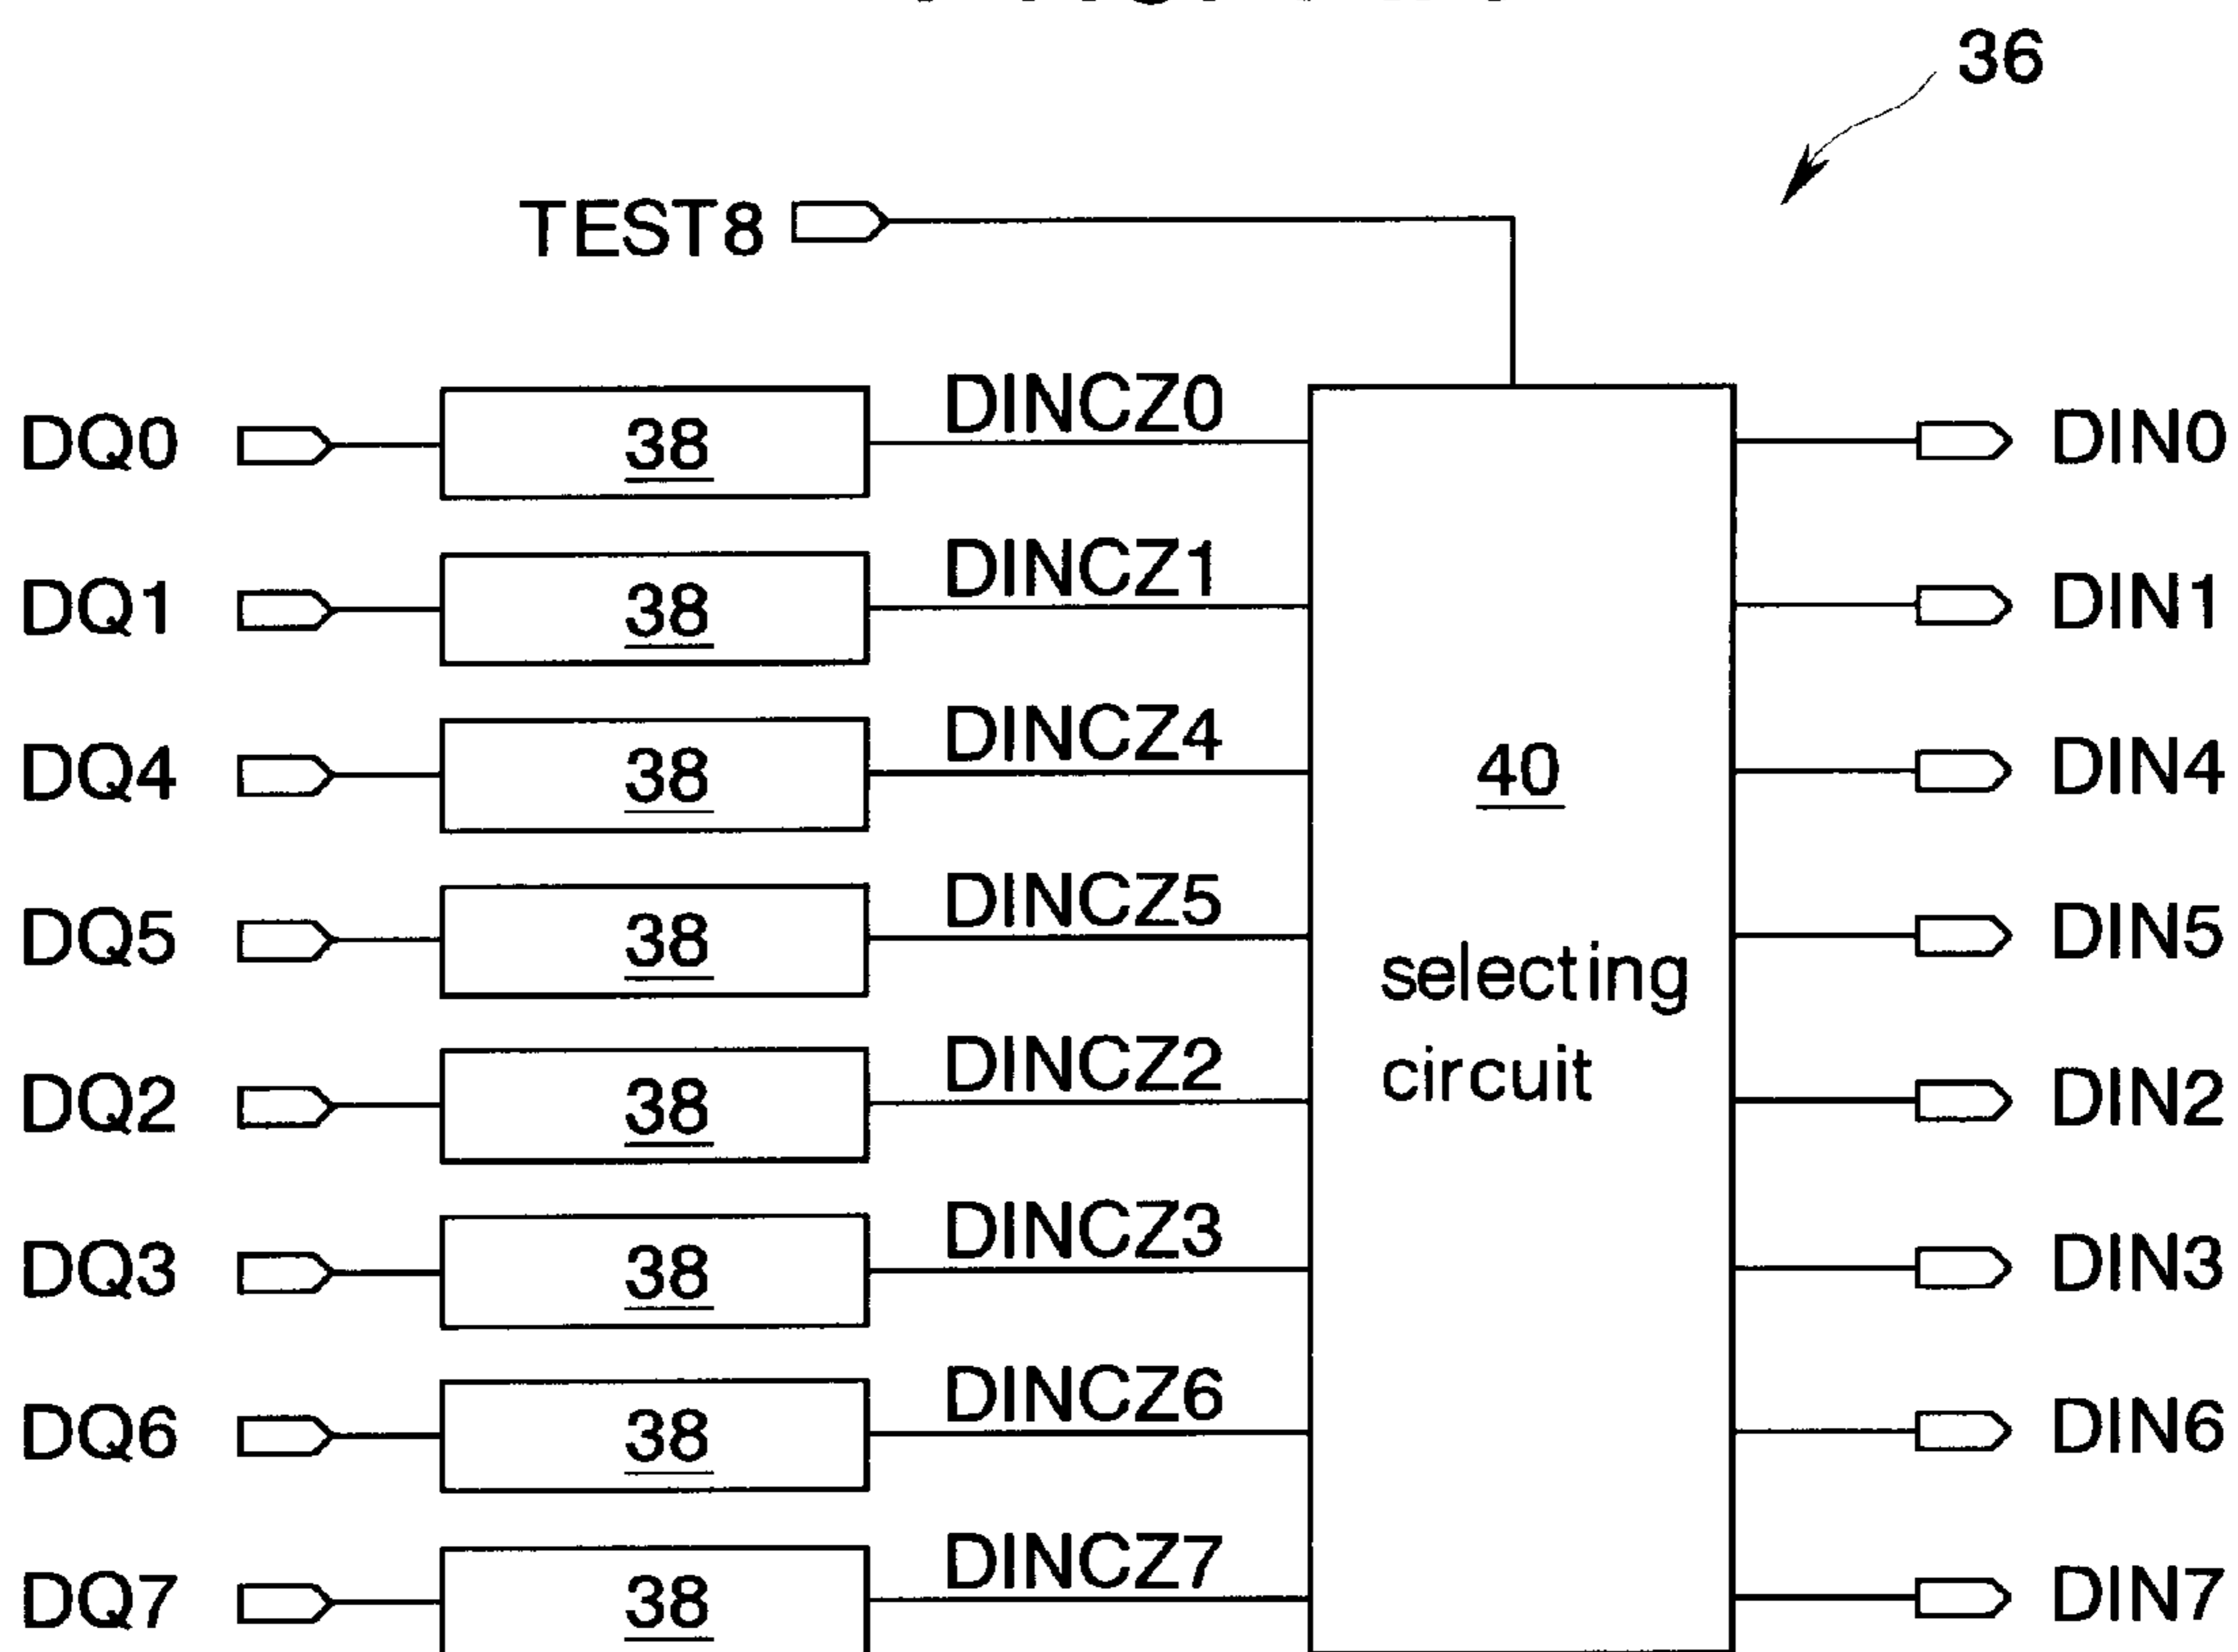 36
TEST8
DQ0 38 DINCZ0 DIN0
DQ1 38 DINCZ1 DIN1
DQ4 38 DINCZ4 40 DIN4
DQ5 38 DINCZ5 DIN5
selecting
circuit
DQ2 38 DINCZ2 DIN2
DQ3 38 DINCZ3 DIN3
DQ6 38 DINCZ6 DIN6
DQ7 38 DINCZ7 DIN7